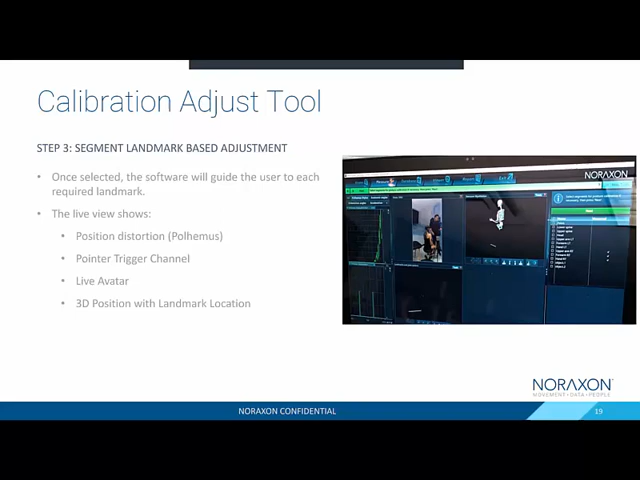 Calibration Adjust Tool
STEP 3: SEGMENT LANDMARK BASED ADJUSTMENT
• Once selected, the software will guide the user to each
required landmark.
• The live view shows:
• Position distortion (Polhemus)
• Pointer Trigger Channel
• Live Avatar
• 3D Position with Landmark Location
NORAXON
NORAXON
MOVEMENT • DATA • PEOPLE
NORAXON CONFIDENTIAL
19